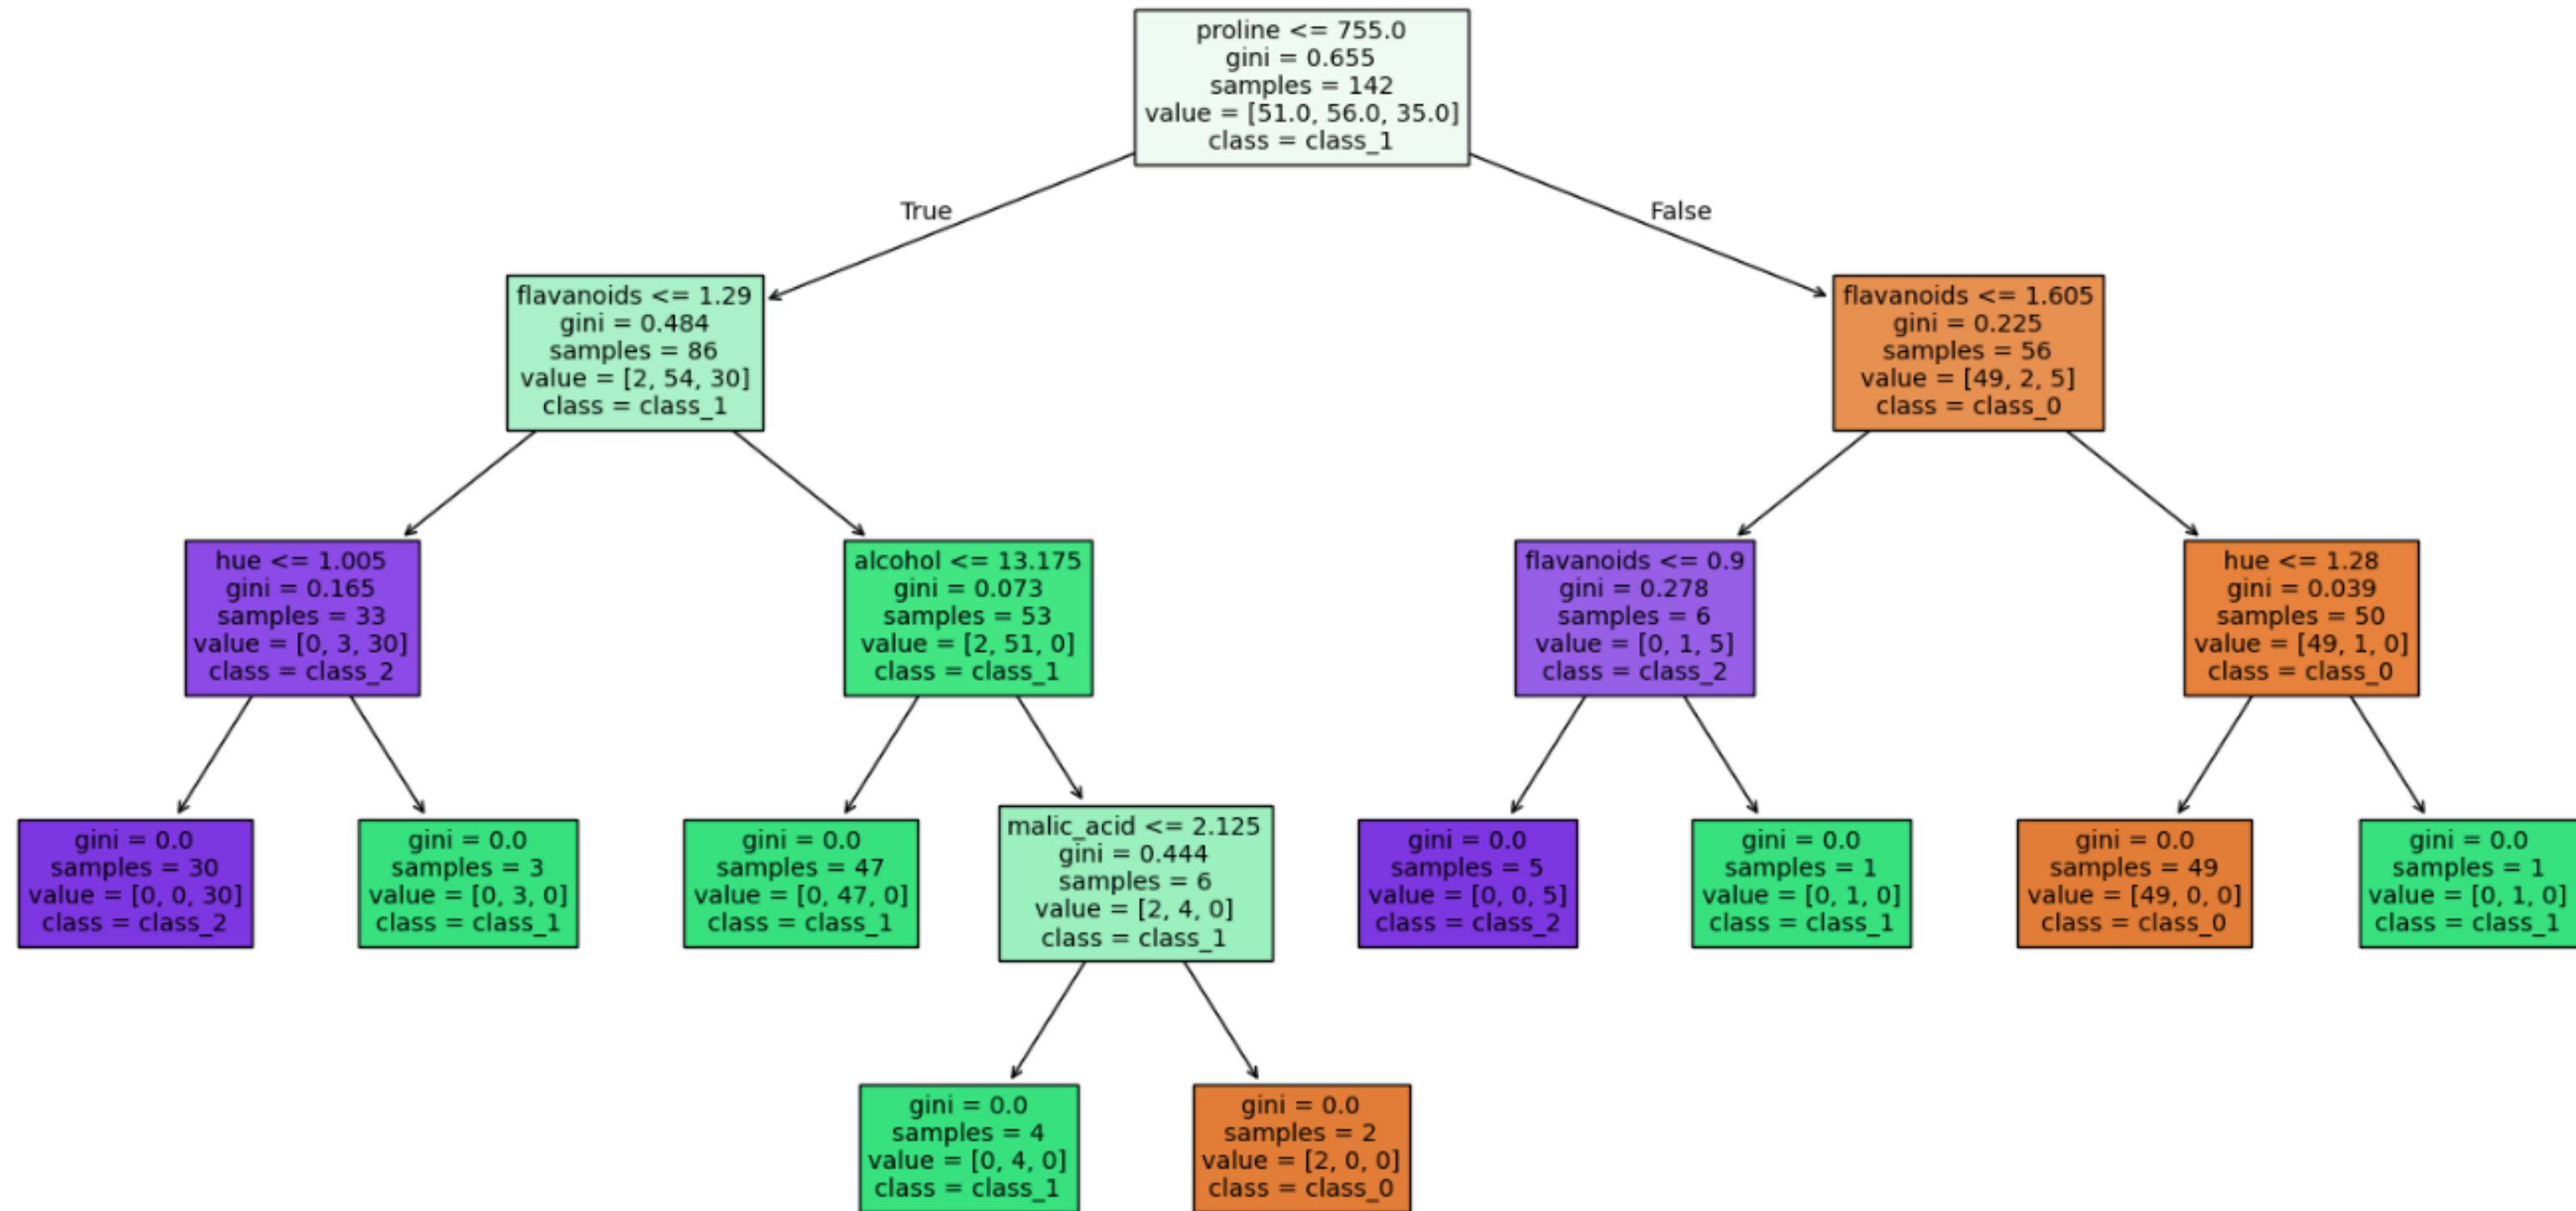 proline <= 755.0
gini = 0.655
samples = 142
value = [51.0, 56.0, 35.0]
class = class_1
True
False
flavanoids <= 1.29
gini = 0.484
samples = 86
value = [2, 54, 30]
class = class_1
flavanoids <= 1.605
gini = 0.225
samples = 56
value = [49, 2, 5]
class = class_0
hue <= 1.005
gini = 0.165
samples = 33
value = [0, 3, 30]
class = class_2
alcohol <= 13.175
gini = 0.073
samples = 53
value = [2, 51, 0]
class = class_1
flavanoids <= 0.9
gini = 0.278
samples = 6
value = [0, 1, 5]
class = class_2
hue <= 1.28
gini = 0.039
samples = 50
value = [49, 1, 0]
class = class_0
gini = 0.0
samples = 30
value = [0, 0, 30]
class = class_2
gini = 0.0
samples = 3
value = [0, 3, 0]
class = class_1
gini = 0.0
samples = 47
value = [0, 47, 0]
class = class_1
malic_acid <= 2.125
gini = 0.444
samples = 6
value = [2, 4, 0]
class = class_1
gini = 0.0
samples = 5
value = [0, 0, 5]
class = class_2
gini = 0.0
samples = 1
value = [0, 1, 0]
class = class_1
gini = 0.0
samples = 49
value = [49, 0, 0]
class = class_0
gini = 0.0
samples = 1
value = [0, 1, 0]
class = class_1
gini = 0.0
samples = 4
value = [0, 4, 0]
class = class_1
gini = 0.0
samples = 2
value = [2, 0, 0]
class = class_0